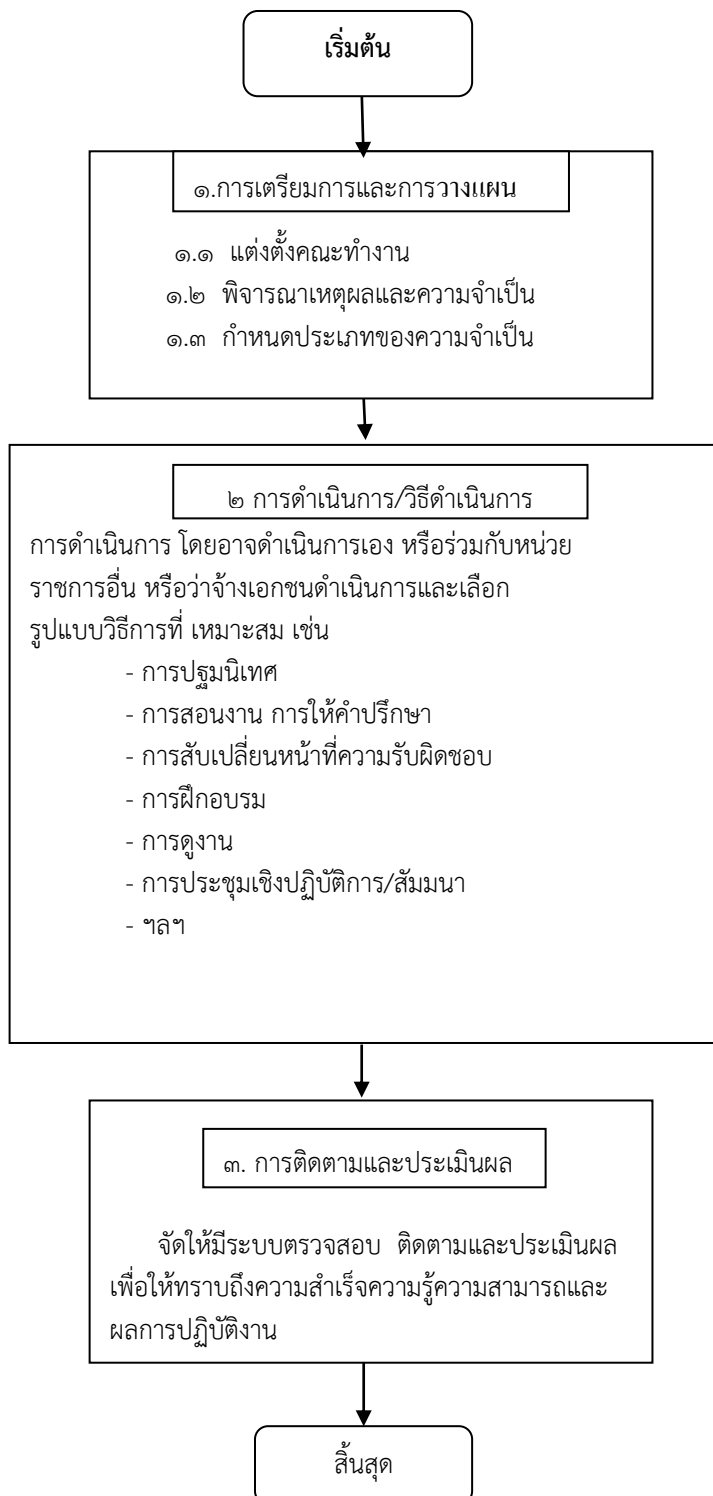 เริ่มต้น
๑.การเตรียมการและการวางแผน
๑.๑ แต่งตั้งคณะทำงาน
๑.๒ พิจารณาเหตุผลและความจำเป็น
๑.๓ กำหนดประเภทของความจำเป็น
๒ การดำเนินการ/วิธีดำเนินการ
การดำเนินการ โดยอาจดำเนินการเอง หรือร่วมกับหน่วย
ราชการอื่น หรือว่าจ้างเอกชนดำเนินการและเลือก
รูปแบบวิธีการที่ เหมาะสม เช่น
- การปฐมนิเทศ
- การสอนงาน การให้คำปรึกษา
- การสับเปลี่ยนหน้าที่ความรับผิดชอบ
- การฝึกอบรม
- การดูงาน
- การประชุมเชิงปฏิบัติการ/สัมมนา
- ฯลฯ
๓. การติดตามและประเมินผล
จัดให้มีระบบตรวจสอบ ติดตามและประเมินผล
เพื่อให้ทราบถึงความสำเร็จความรู้ความสามารถและ
ผลการปฏิบัติงาน
สิ้นสุด